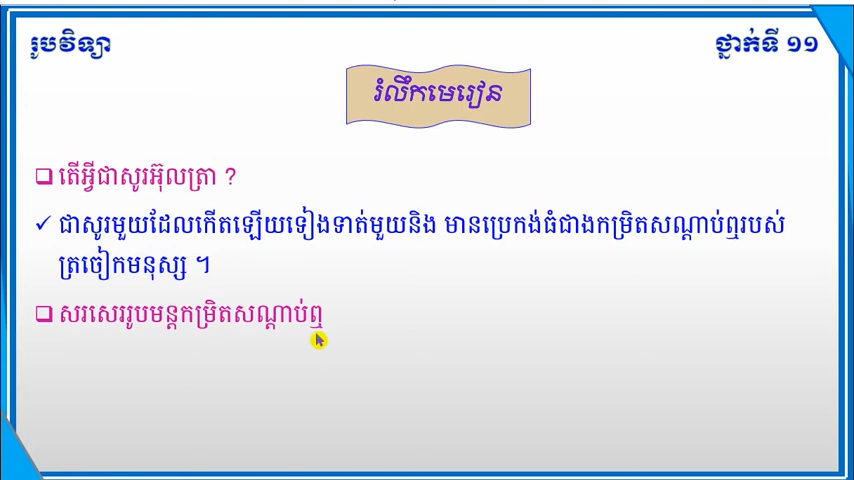 រូបវិទ្យា
ថ្នាក់ទី ១១
រំលឹកមេរៀន
តើអ្វីជាសូរអ៊ុលត្រា ?
ជាសូរមួយដែលកើតឡើយទៀងទាត់មួយនិង មានប្រេកង់ធំជាងកម្រិតសណ្តាប់ឮរបស់
ត្រចៀកមនុស្ស ។
សរសេររូបមន្តកម្រិតសណ្តាប់ឮ